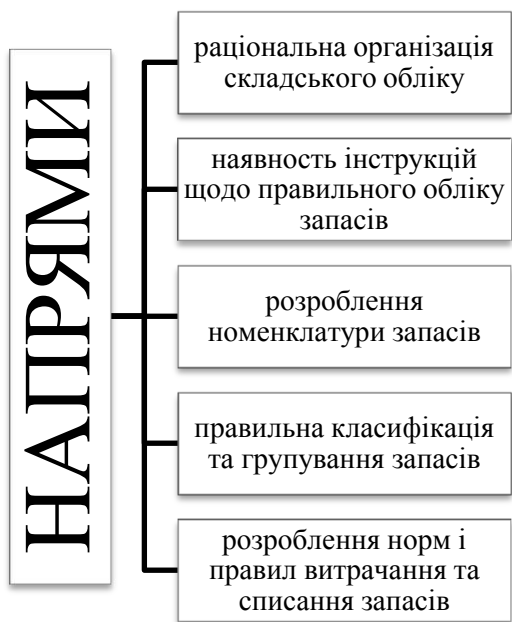 НАПРЯМИ
раціональна організація
складського обліку
наявность інструкцій
щодо правильного обліку
запасів
розроблення
номенклатури запасів
правильна класифікація
та групування запасів
розроблення норм і
правил витрачання та
списання запасів